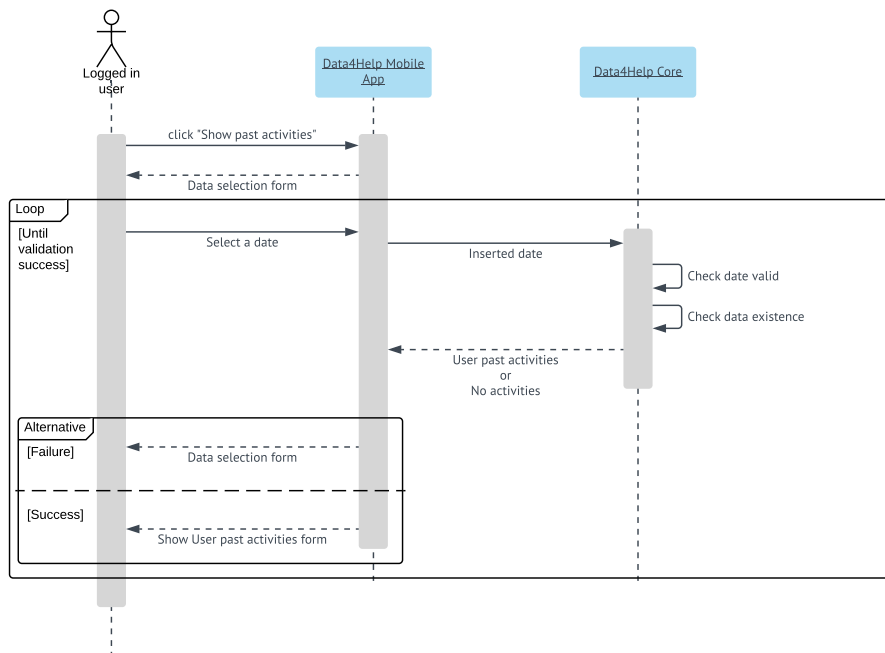 Logged in
user
Data4Help Mobile
App
Data4Help Core
click "Show past activities"
Data selection form
Loop
[Until
validation
success]
Select a date
Inserted date
Check date valid
Check data existence
User past activities
or
No activities
Alternative
[Failure]
Data selection form
[Success]
Show User past activities form